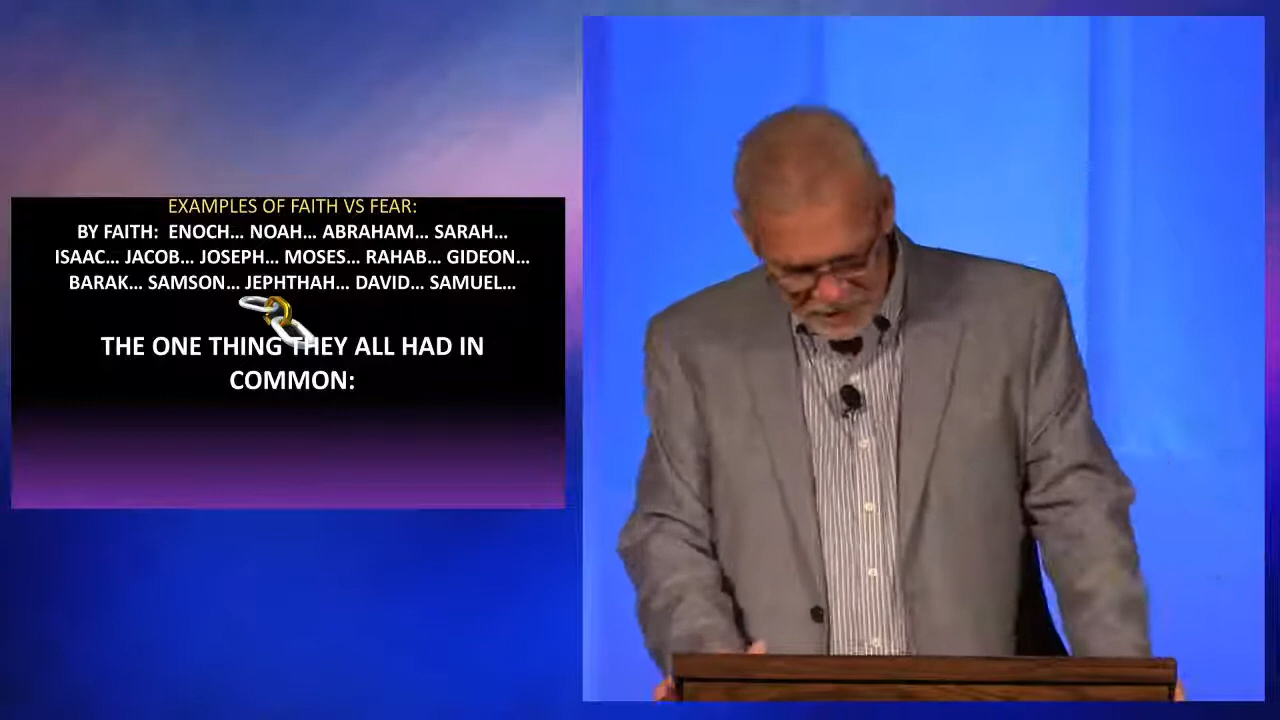 EXAMPLES OF FAITH VS FEAR:
BY FAITH:  ENOCH... NOAH... ABRAHAM... SARAH...
ISAAC... JACOB... JOSEPH... MOSES... RAHAB... GIDEON...
BARAK... SAMSON... JEPHTHAH... DAVID... SAMUEL...
THE ONE THING THEY ALL HAD IN
COMMON: